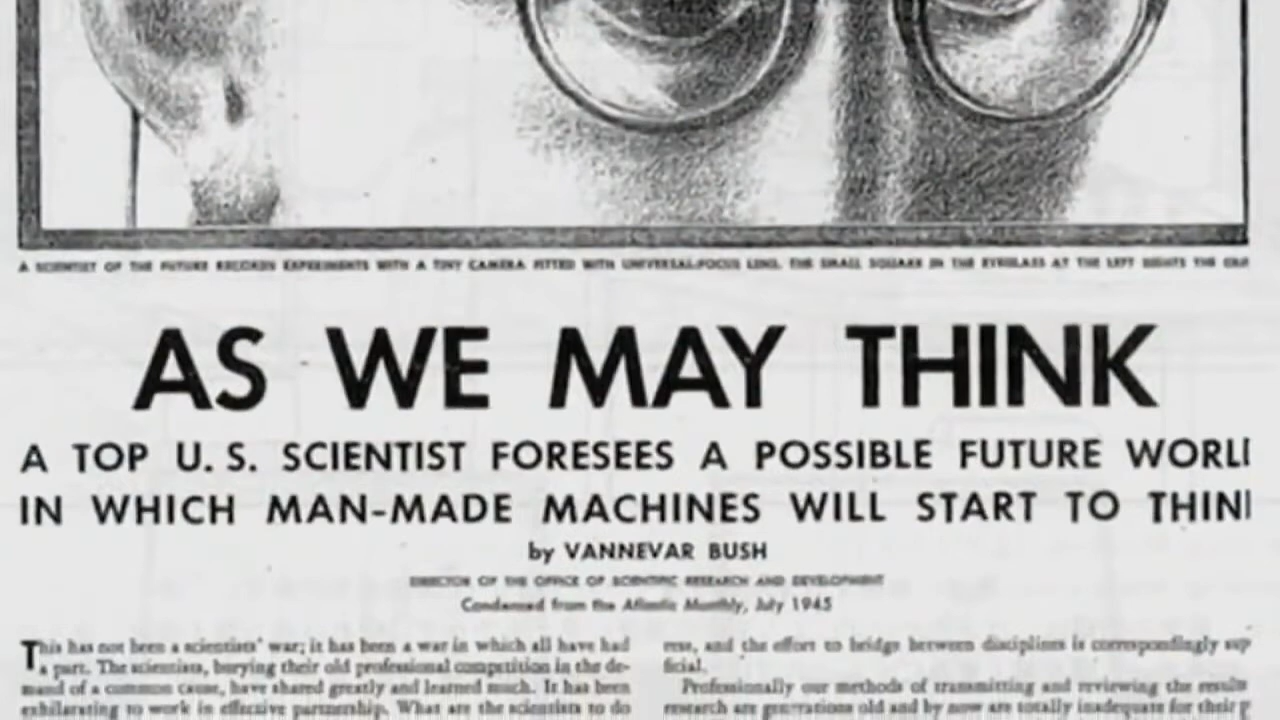 A SCIENTIST OF THE FUTURE RECORDS EXPERIMENTS WITH A TINY CAMERA FITTED WITH UNIVERSAL-FOCUS LENS. THE SMALL SQUARE IN THE EYEGLASS AT THE LEFT SIGHTS THE
AS WE MAY THINK
A TOP U. S. SCIENTIST FORESEES A POSSIBLE FUTURE WORL
IN WHICH MAN-MADE MACHINES WILL START TO THIN
by VANNEVAR BUSH
DIRECTOR OF THE OFFICE OF SCIENTIFIC RESEARCH AND DEVELOPMENT
Condensed from the Atlantic Monthly, July 1945
This has not been a scientists' war; it has been a war in which all have had
a part. The scientists, burying their old professional competition in the de-
mand of a common cause, have shared greatly and learned much. It has been
exhilarating to work in effective partnership. What are the scientists to do
ress, and the effort to bridge between disciplines is correspondingly sup
ficial.
Professionally our methods of transmitting and reviewing the results
research are generations old and by now are totally inadequate for their p